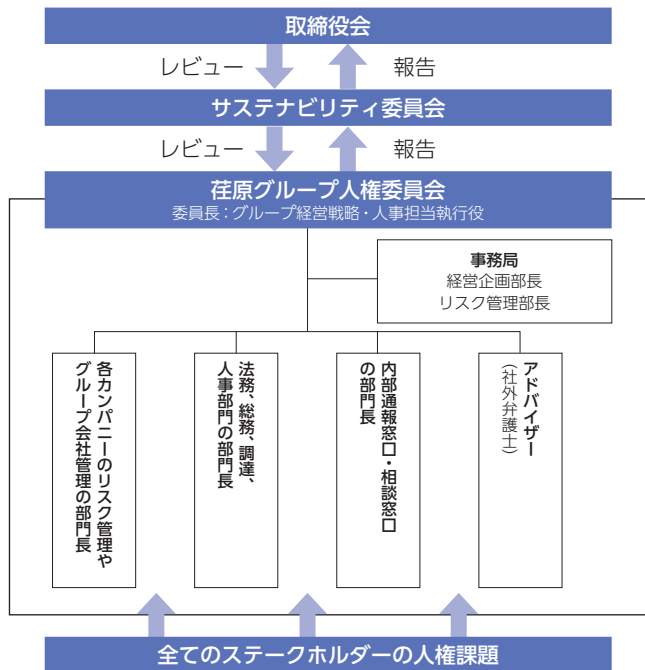 取締役会
レビュー
報告
サステナビリティ委員会
レビュー
報告
荏原グループ人権委員会
委員長：グループ経営戦略・人事担当執行役
事務局
経営企画部長
リスク管理部長
各カンパニーのリスク管理や
グループ会社管理の部門長
法務、総務、調達、
人事部門の部門長
内部通報窓口・相談窓口
の部門長
アドバイザー
（社外弁護士）
全てのステークホルダーの人権課題